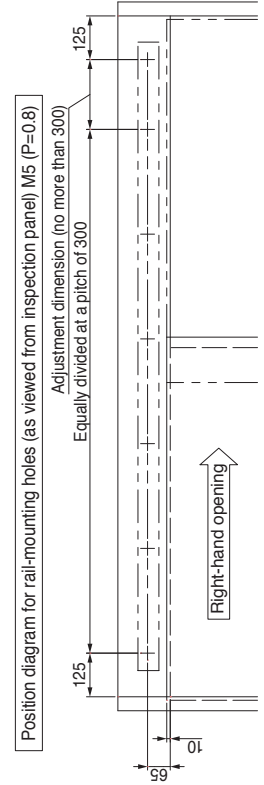 Position diagram for rail-mounting holes (as viewed from inspection panel) M5 (P=0.8)
Adjustment dimension (no more than 300)
Equally divided at a pitch of 300
125
125
Right-hand opening
10
65